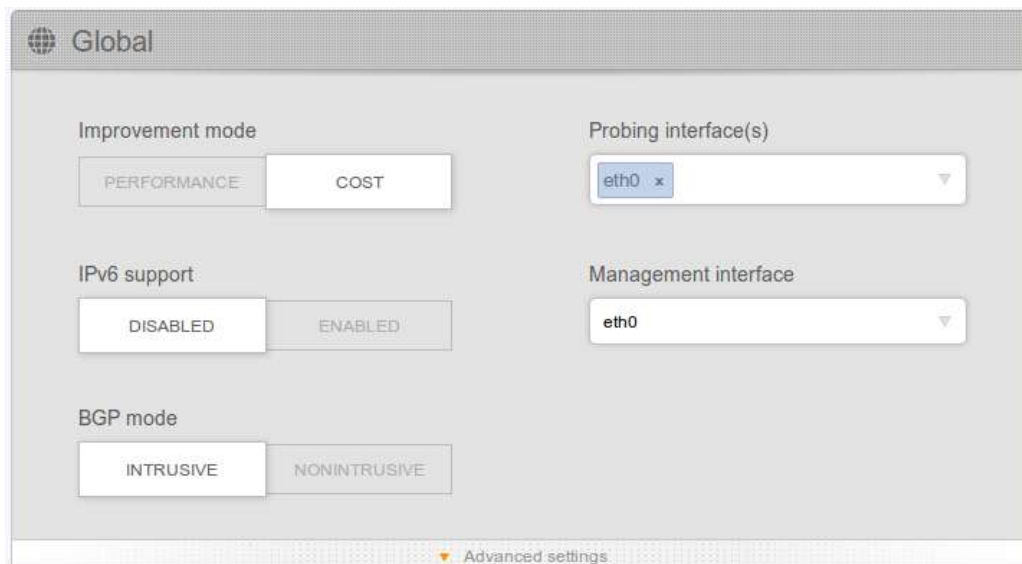 Global
Improvement mode
PERFORMANCE COST
Probing interface(s)
eth0 x
IPv6 support
DISABLED ENABLED
Management interface
eth0
BGP mode
INTRUSIVE NONINTRUSIVE
Advanced settings